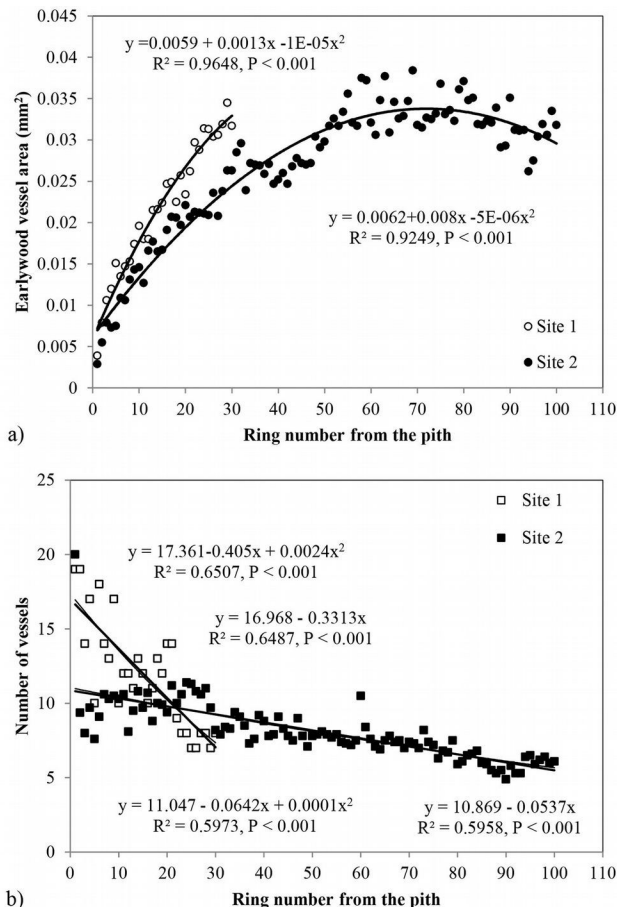 0.045
y =0.0059 + 0.0013x -1E-05x²
R² = 0.9648, P < 0.001
0.04
0.035
0.03
0.025
0.02
0.015
0.01
0.005
0
Earlywood vessel area (mm²)
y = 0.0062+0.008x -5E-06x²
R² = 0.9249, P < 0.001
Site 1
Site 2
0 10 20 30 40 50 60 70 80 90 100 110
a)
Ring number from the pith
25
20
15
10
5
0
Number of vessels
Site 1
Site 2
y = 17.361-0.405x + 0.0024x²
R² = 0.6507, P < 0.001
y = 16.968 - 0.3313x
R² = 0.6487, P < 0.001
y = 11.047 - 0.0642x + 0.0001x²
R² = 0.5973, P < 0.001
y = 10.869 - 0.0537x
R² = 0.5958, P < 0.001
0 10 20 30 40 50 60 70 80 90 100 110
b)
Ring number from the pith